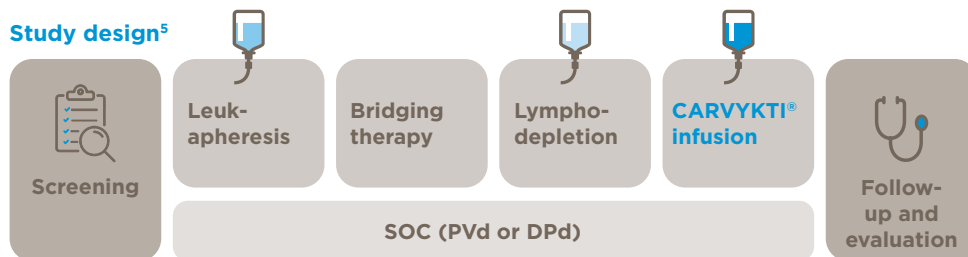 Study design⁵
Screening
Leuk-
apheresis
Bridging
therapy
Lympho-
depletion
CARVYKTI®
infusion
SOC (PVd or DPd)
Follow-
up and
evaluation